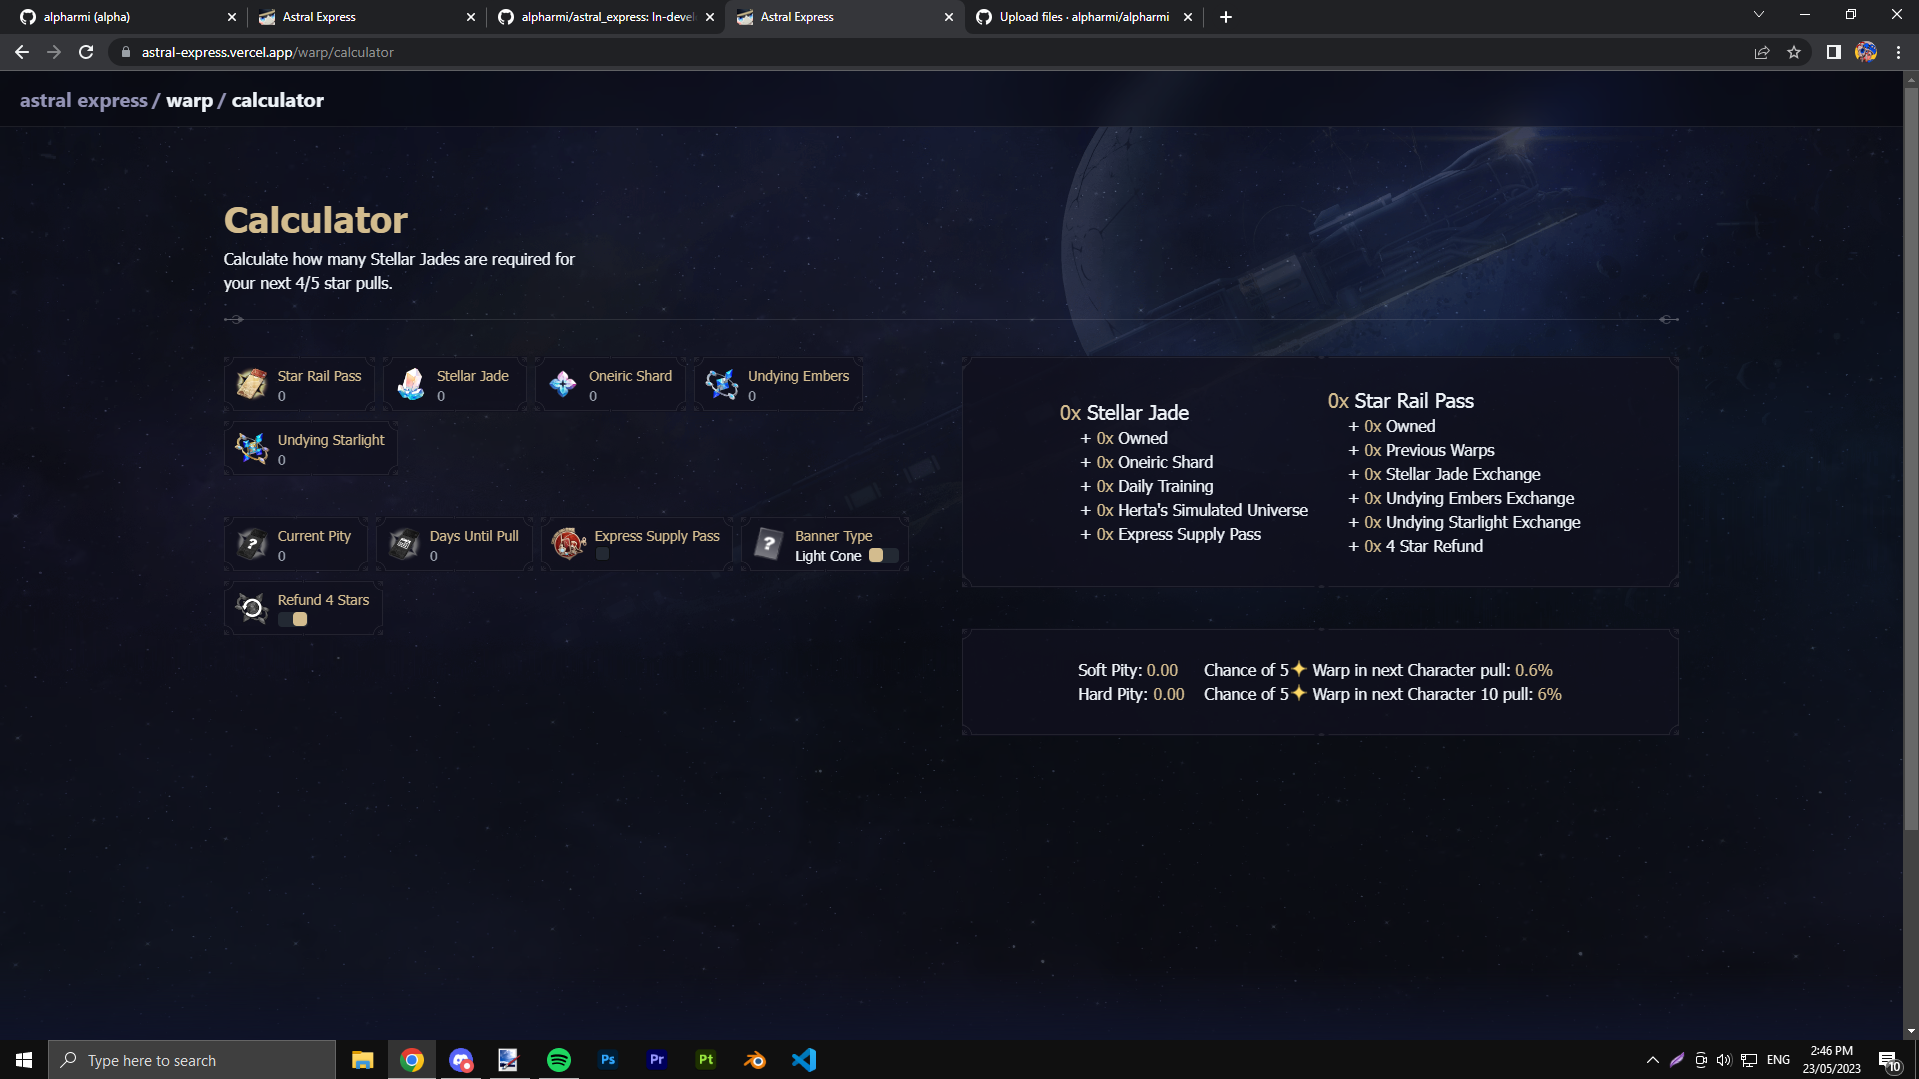 alpharmi (alpha)
Astral Express
alpharmi/astral_express: In-devel
Astral Express
Upload files · alpharmi/alpharmi
astral-express.vercel.app/warp/calculator
astral express / warp / calculator
Calculator
Calculate how many Stellar Jades are required for
your next 4/5 star pulls.
Star Rail Pass
0
Stellar Jade
0
Oneiric Shard
0
Undying Embers
0
Undying Starlight
0
Current Pity
0
Days Until Pull
0
Express Supply Pass
Banner Type
Light Cone
Refund 4 Stars
0x Stellar Jade
+ 0x Owned
+ 0x Oneiric Shard
+ 0x Daily Training
+ 0x Herta's Simulated Universe
+ 0x Express Supply Pass
0x Star Rail Pass
+ 0x Owned
+ 0x Previous Warps
+ 0x Stellar Jade Exchange
+ 0x Undying Embers Exchange
+ 0x Undying Starlight Exchange
+ 0x 4 Star Refund
Soft Pity: 0.00
Hard Pity: 0.00
Chance of 5✦ Warp in next Character pull: 0.6%
Chance of 5✦ Warp in next Character 10 pull: 6%
Type here to search
Ps
Pr
Pt
ENG
2:46 PM
23/05/2023
10